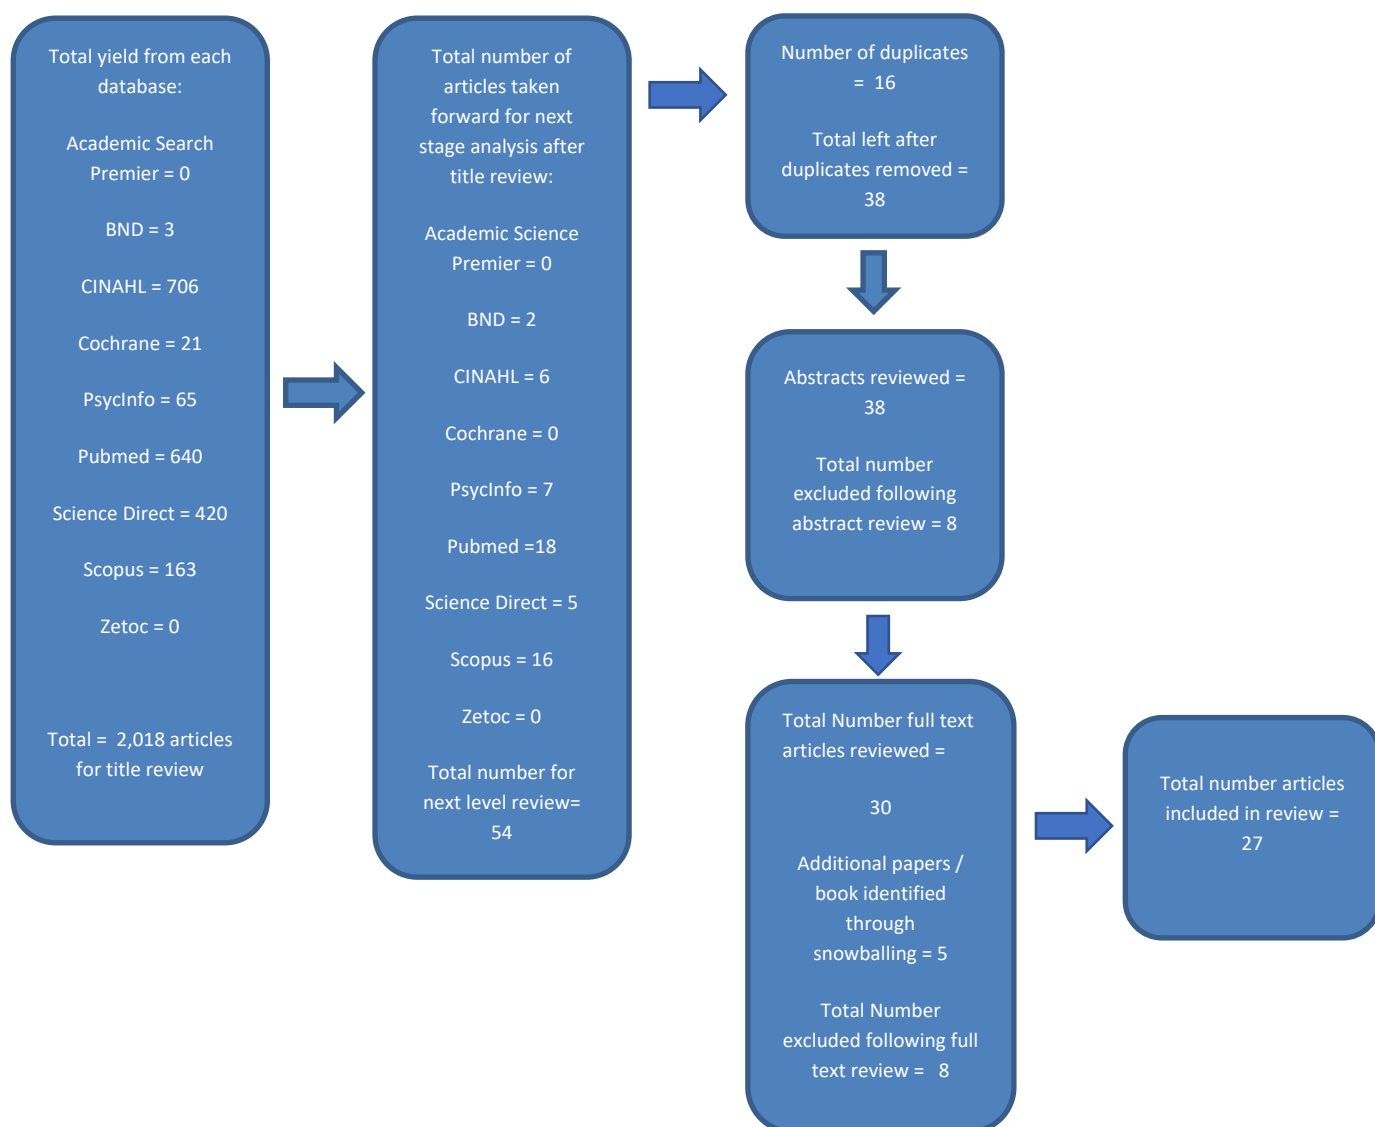 Total yield from each
database:
Academic Search
Premier = 0
BND = 3
CINAHL = 706
Cochrane = 21
PsycInfo = 65
Pubmed = 640
Science Direct = 420
Scopus = 163
Zetoc = 0
Total =  2,018 articles
for title review
Total number of
articles taken
forward for next
stage analysis after
title review:
Academic Science
Premier = 0
BND = 2
CINAHL = 6
Cochrane = 0
PsycInfo = 7
Pubmed =18
Science Direct = 5
Scopus = 16
Zetoc = 0
Total number for
next level review=
54
Number of duplicates
=  16
Total left after
duplicates removed =
38
Abstracts reviewed =
38
Total number
excluded following
abstract review = 8
Total Number full text
articles reviewed =
30
Additional papers /
book identified
through
snowballing = 5
Total Number
excluded following full
text review =   8
Total number articles
included in review =
27